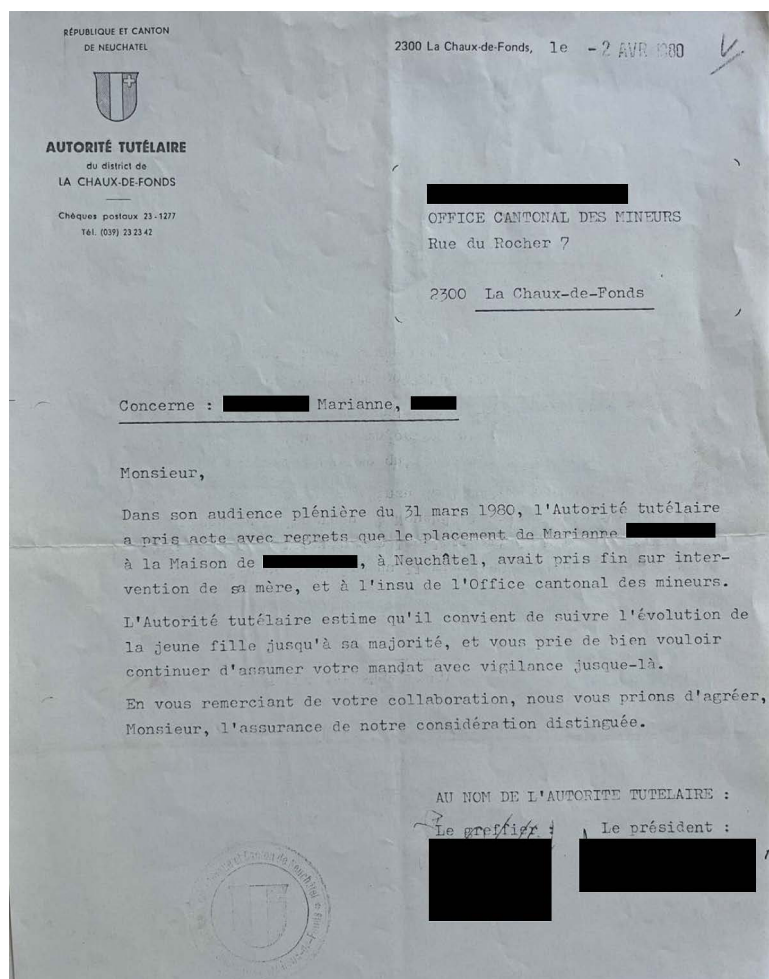 RÉPUBLIQUE ET CANTON
DE NEUCHATEL
AUTORITÉ TUTÉLAIRE
du district de
LA CHAUX-DE-FONDS
Chèques postaux 23-1277
Tél. (039) 23 23 42
2300 La Chaux-de-Fonds, le - 2 AVR 1980
OFFICE CANTONAL DES MINEURS
Rue du Rocher 7
2300 La Chaux-de-Fonds
Concerne : Marianne,
Monsieur,
Dans son audience plénière du 31 mars 1980, l'Autorité tutélaire
a pris acte avec regrets que le placement de Marianne
à la Maison de , à Neuchâtel, avait pris fin sur inter-
vention de sa mère, et à l'insu de l'Office cantonal des mineurs.
L'Autorité tutélaire estime qu'il convient de suivre l'évolution de
la jeune fille jusqu'à sa majorité, et vous prie de bien vouloir
continuer d'assumer votre mandat avec vigilance jusque-là.
En vous remerciant de votre collaboration, nous vous prions d'agréer,
Monsieur, l'assurance de notre considération distinguée.
AU NOM DE L'AUTORITE TUTELAIRE :
Le greffier : Le président :
et Canton de Neuchâtel